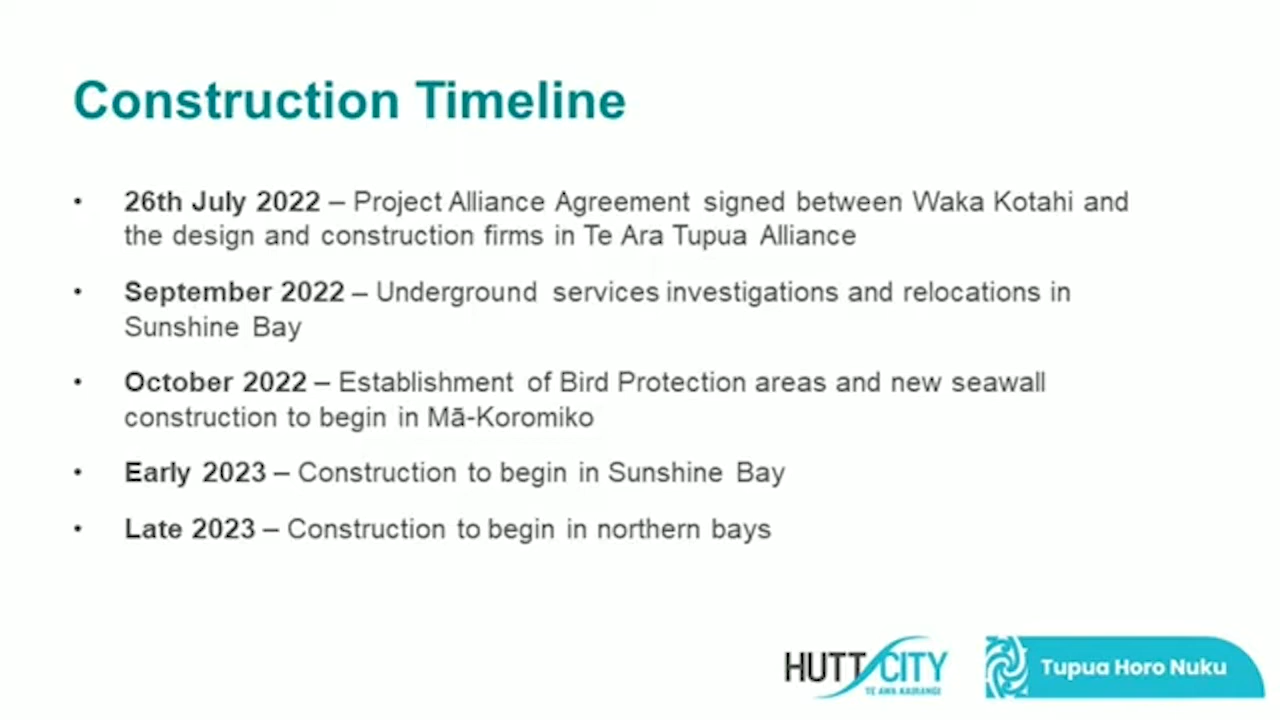 Construction Timeline
• 26th July 2022 – Project Alliance Agreement signed between Waka Kotahi and
the design and construction firms in Te Ara Tupua Alliance
• September 2022 – Underground services investigations and relocations in
Sunshine Bay
• October 2022 – Establishment of Bird Protection areas and new seawall
construction to begin in Mā-Koromiko
• Early 2023 – Construction to begin in Sunshine Bay
• Late 2023 – Construction to begin in northern bays
HUTT CITY
TE AWA KAIRANGI
Tupua Horo Nuku